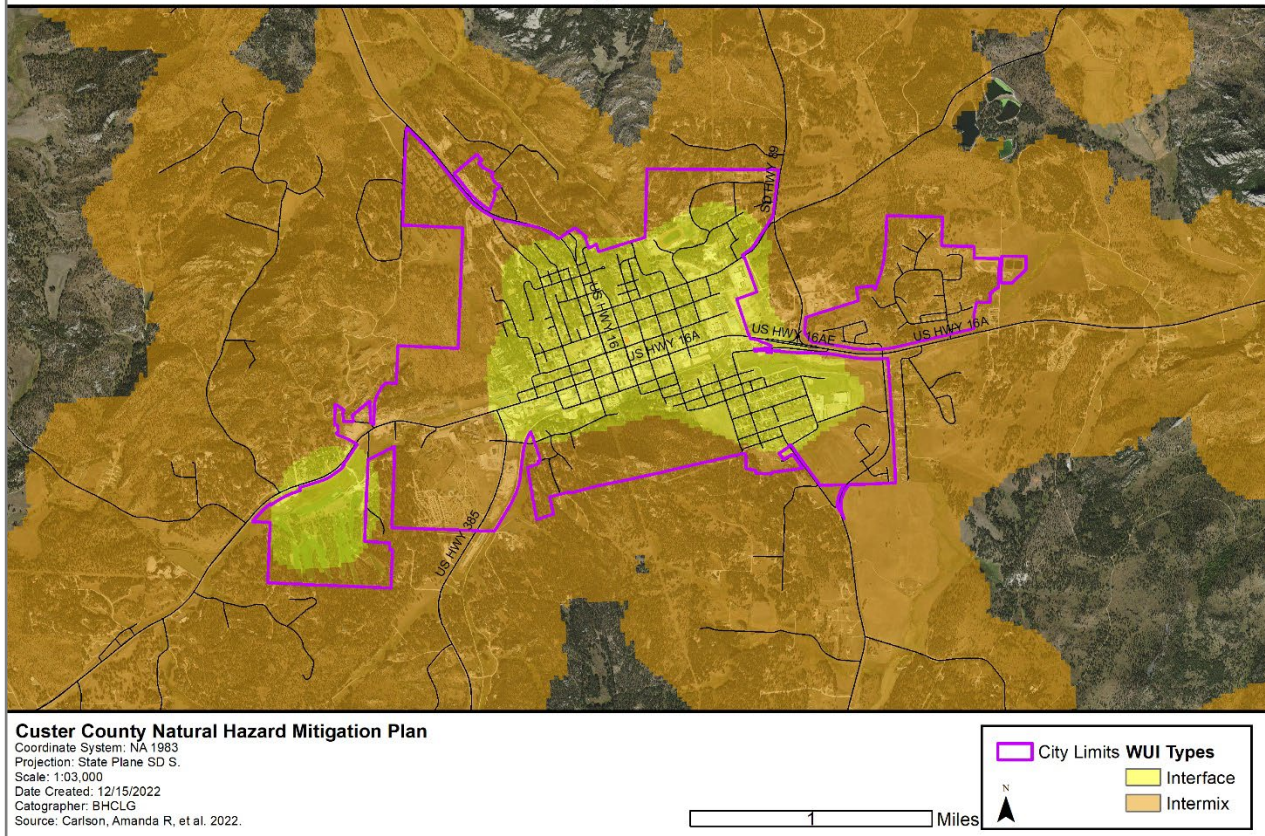 SD HWY 89
US HWY 16
US HWY 16A
US HWY 16AE
US HWY 16A
US HWY 385
Custer County Natural Hazard Mitigation Plan
Coordinate System: NA 1983
Projection: State Plane SD S.
Scale: 1:03,000
Date Created: 12/15/2022
Catographer: BHCLG
Source: Carlson, Amanda R, et al. 2022.
1 Miles
City Limits
N
WUI Types
Interface
Intermix